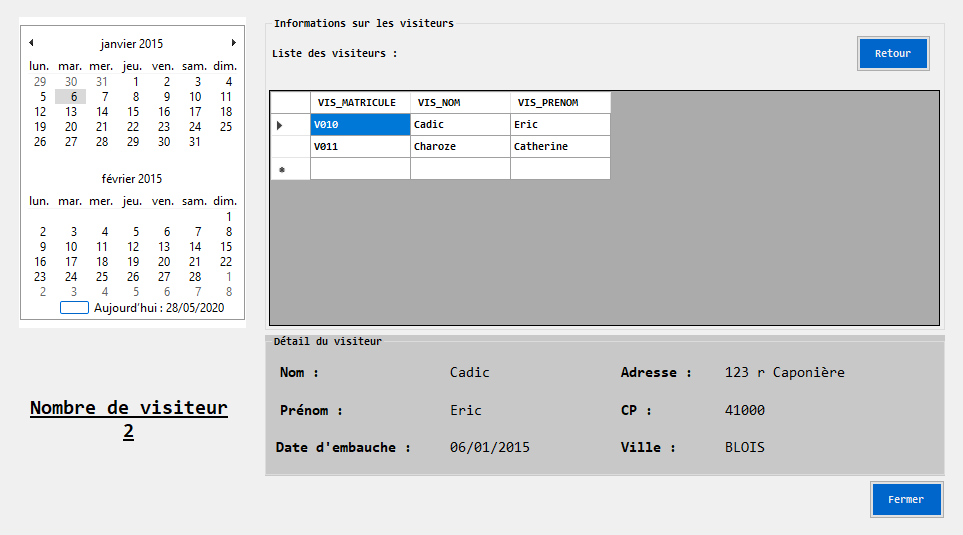 janvier 2015
lun. mar. mer. jeu. ven. sam. dim.
29 30 31 1 2 3 4
5 6 7 8 9 10 11
12 13 14 15 16 17 18
19 20 21 22 23 24 25
26 27 28 29 30 31
février 2015
lun. mar. mer. jeu. ven. sam. dim.
1
2 3 4 5 6 7 8
9 10 11 12 13 14 15
16 17 18 19 20 21 22
23 24 25 26 27 28 1
2 3 4 5 6 7 8
Aujourd'hui : 28/05/2020
Nombre de visiteur
2
Informations sur les visiteurs
Liste des visiteurs :
Retour
VIS_MATRICULE VIS_NOM VIS_PRENOM
V010 Cadic Eric
V011 Charoze Catherine
Détail du visiteur
Nom : Cadic Adresse : 123 r Caponière
Prénom : Eric CP : 41000
Date d'embauche : 06/01/2015 Ville : BLOIS
Fermer